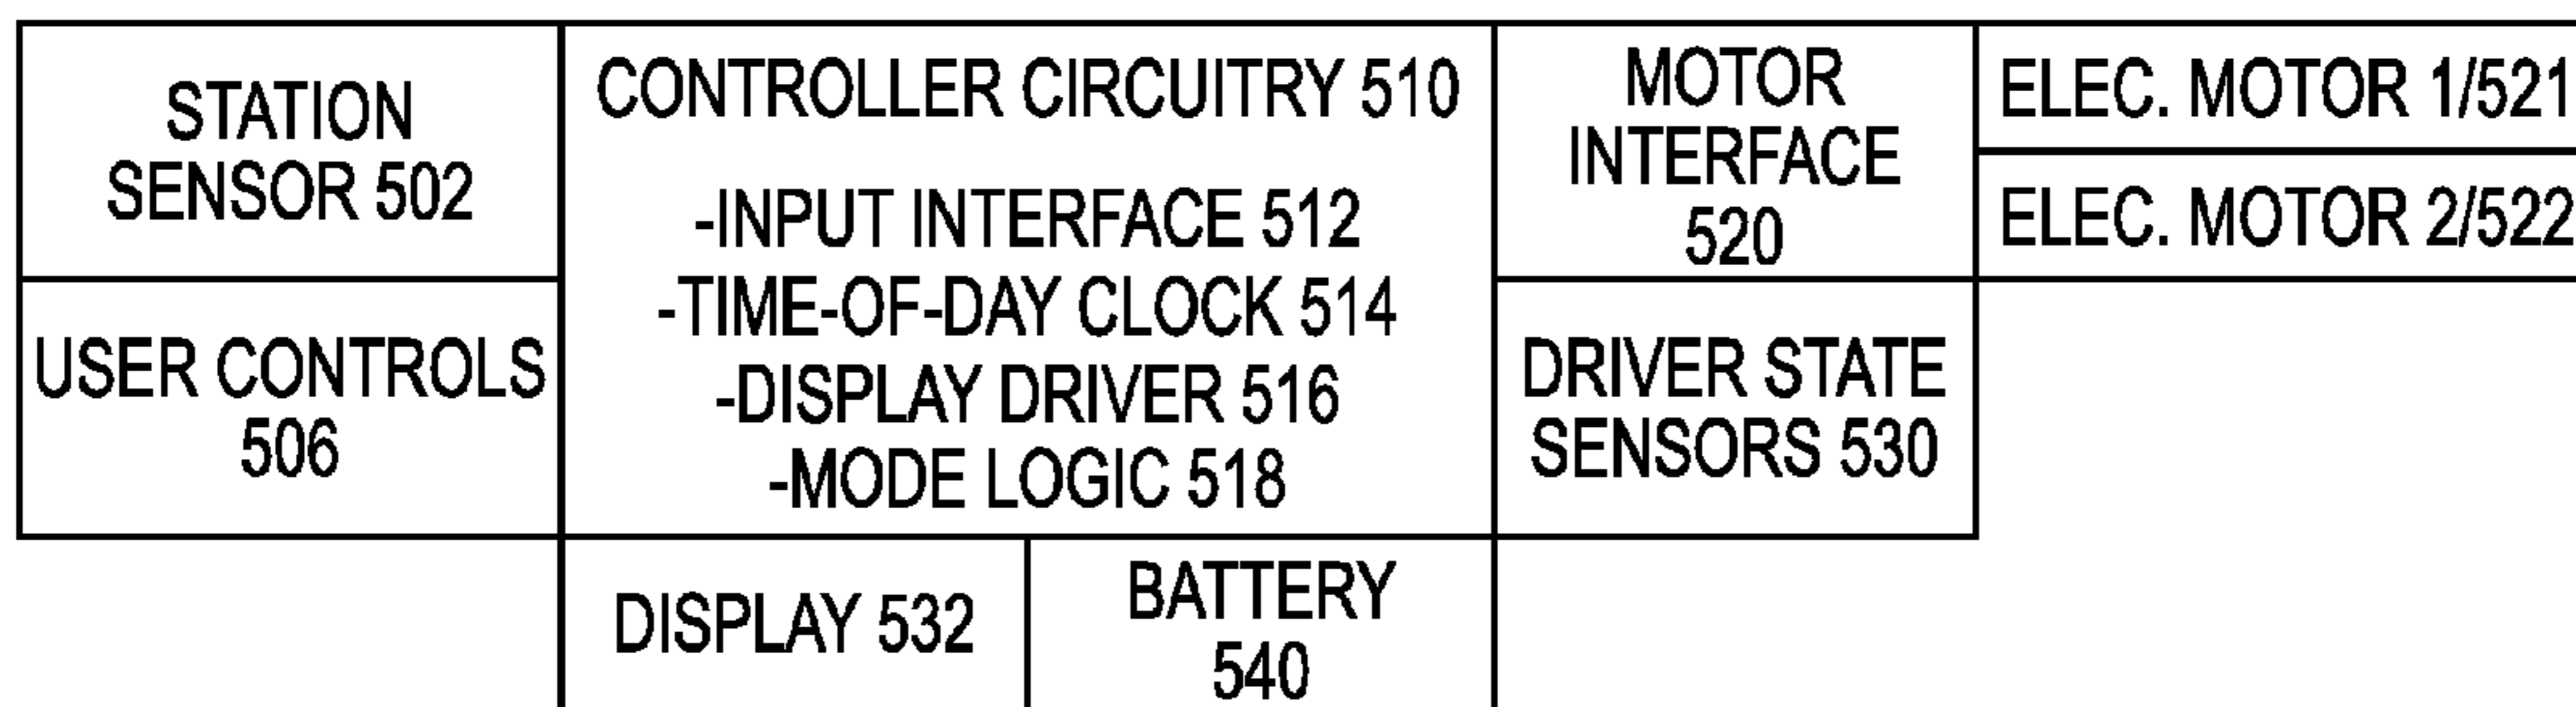 STATION
SENSOR 502
USER CONTROLS
506
CONTROLLER CIRCUITRY 510
-INPUT INTERFACE 512
-TIME-OF-DAY CLOCK 514
-DISPLAY DRIVER 516
-MODE LOGIC 518
MOTOR
INTERFACE
520
ELEC. MOTOR 1/521
ELEC. MOTOR 2/522
DRIVER STATE
SENSORS 530
DISPLAY 532
BATTERY
540